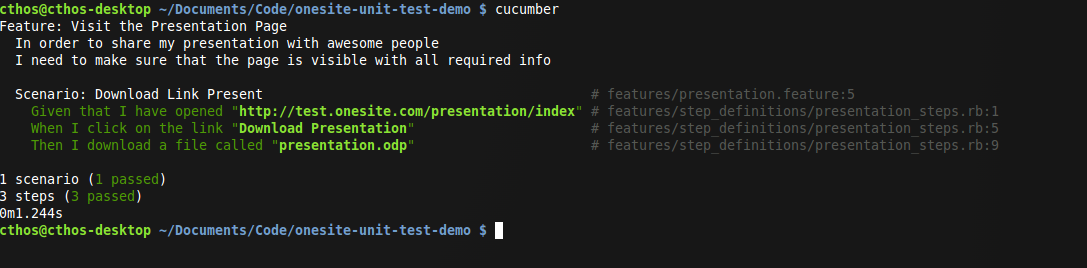 cthos@cthos-desktop ~/Documents/Code/onesite-unit-test-demo $ cucumber
Feature: Visit the Presentation Page
  In order to share my presentation with awesome people
  I need to make sure that the page is visible with all required info

  Scenario: Download Link Present                                         # features/presentation.feature:5
    Given that I have opened "http://test.onesite.com/presentation/index" # features/step_definitions/presentation_steps.rb:1
    When I click on the link "Download Presentation"                      # features/step_definitions/presentation_steps.rb:5
    Then I download a file called "presentation.odp"                      # features/step_definitions/presentation_steps.rb:9

1 scenario (1 passed)
3 steps (3 passed)
0m1.244s
cthos@cthos-desktop ~/Documents/Code/onesite-unit-test-demo $